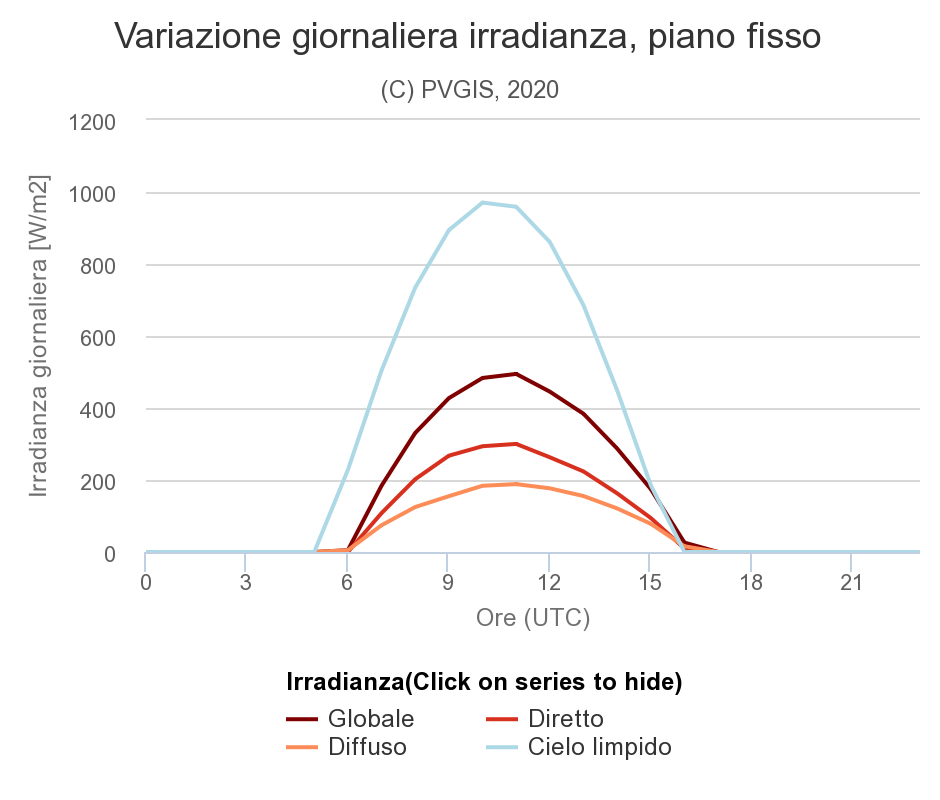 Variazione giornaliera irradianza, piano fisso
(C) PVGIS, 2020
Irradianza giornaliera [W/m2]
1200
1000
800
600
400
200
0
0 3 6 9 12 15 18 21
Ore (UTC)
Irradianza(Click on series to hide)
Globale Diretto
Diffuso Cielo limpido